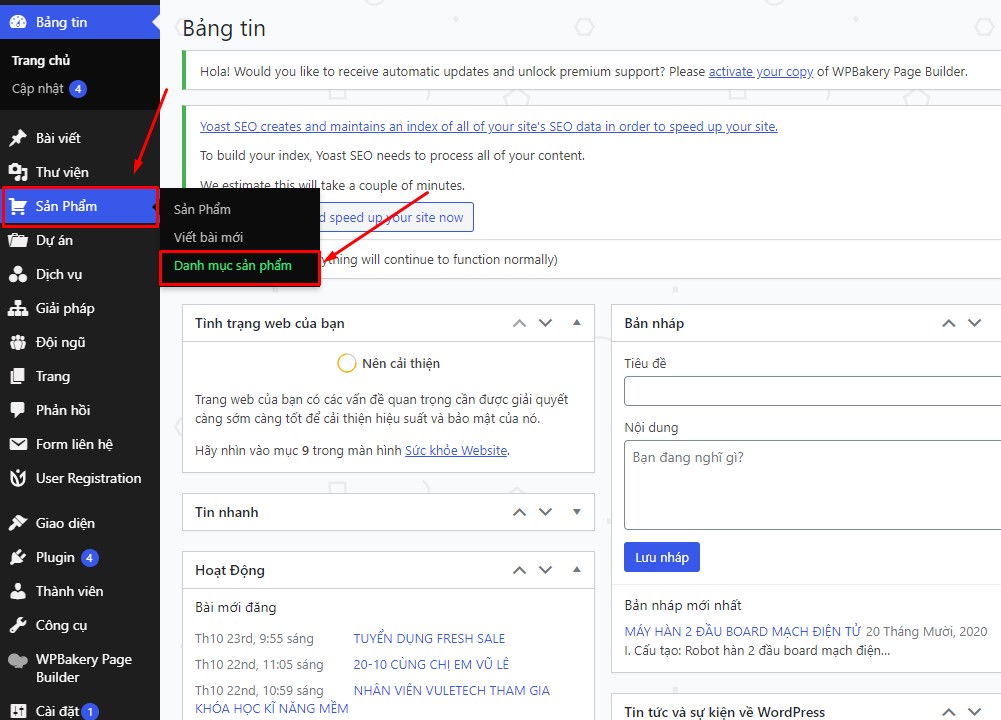 Bảng tin
Trang chủ
Cập nhật 4
Bài viết
Thư viện
Sản Phẩm
Dự án
Dịch vụ
Giải pháp
Đội ngũ
Trang
Phản hồi
Form liên hệ
User Registration
Giao diện
Plugin 4
Thành viên
Công cụ
WPBakery Page
Builder
Cài đặt 1
Sản Phẩm
Viết bài mới
Danh mục sản phẩm
Bảng tin
Hola! Would you like to receive automatic updates and unlock premium support? Please activate your copy of WPBakery Page Builder.
Yoast SEO creates and maintains an index of all of your site's SEO data in order to speed up your site.
To build your index, Yoast SEO needs to process all of your content.
We estimate this will take a couple of minutes.
d speed up your site now
ything will continue to function normally)
Tình trạng web của bạn
Nên cải thiện
Trang web của bạn có các vấn đề quan trọng cần được giải quyết
càng sớm càng tốt để cải thiện hiệu suất và bảo mật của nó.
Hãy nhìn vào mục 9 trong màn hình Sức khỏe Website.
Tin nhanh
Hoạt Động
Bài mới đăng
Th10 23rd, 9:55 sáng TUYỂN DỤNG FRESH SALE
Th10 22nd, 11:05 sáng 20-10 CÙNG CHỊ EM VŨ LÊ
Th10 22nd, 10:59 sáng NHÂN VIÊN VULETECH THAM GIA
KHÓA HỌC KĨ NĂNG MỀM
Bản nháp
Tiêu đề
Nội dung
Bạn đang nghĩ gì?
Lưu nháp
Bản nháp mới nhất
MÁY HÀN 2 ĐẦU BOARD MẠCH ĐIỆN TỬ 20 Tháng Mười, 2020
I. Cấu tạo: Robot hàn 2 đầu board mạch điện...
Tin tức và sự kiện về WordPress